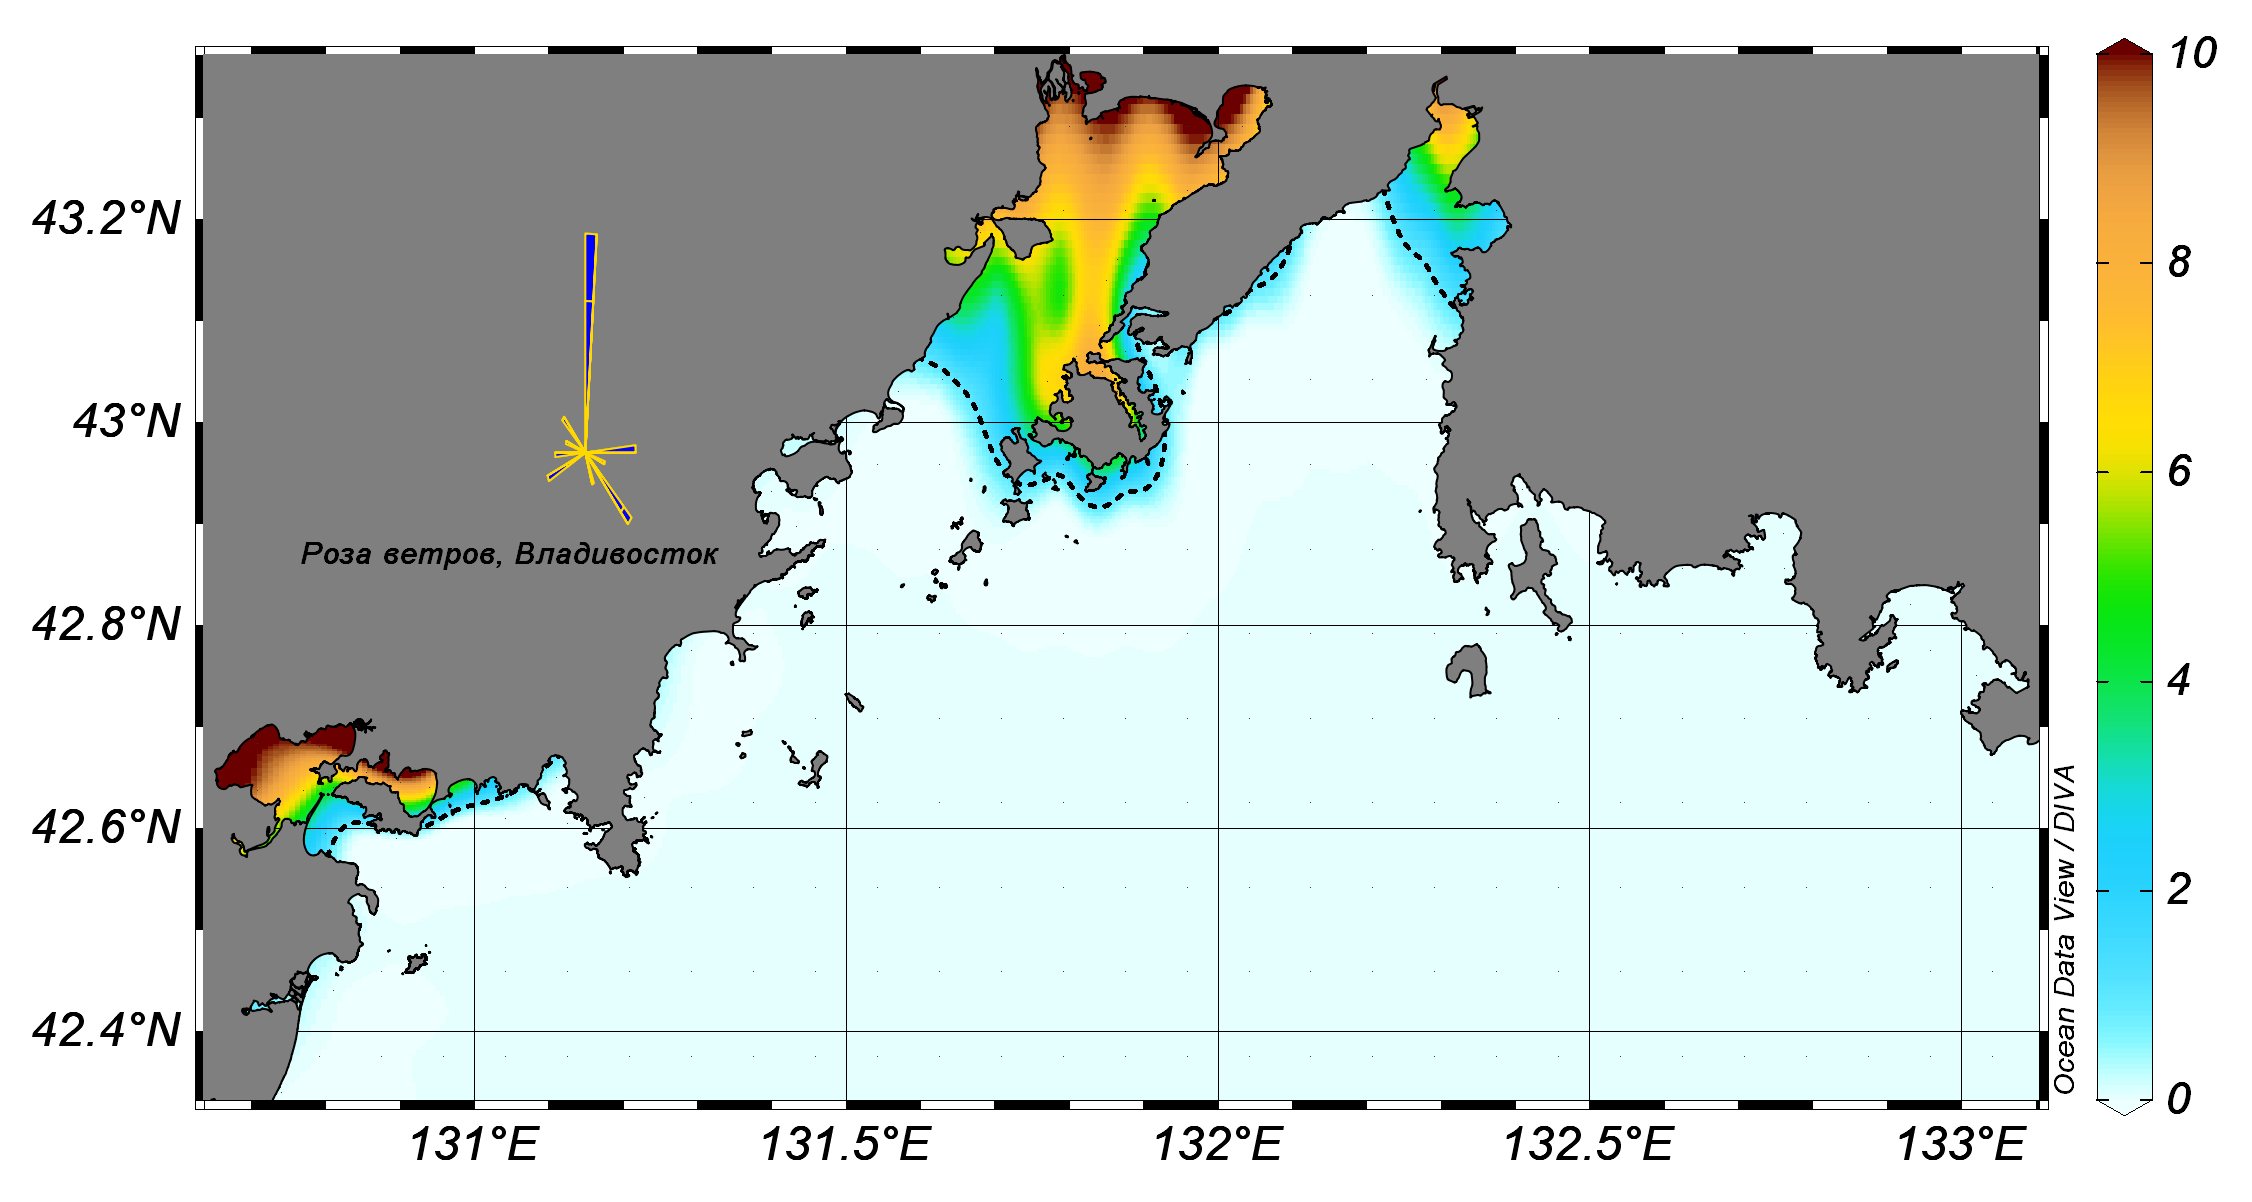 10
43.2°N
8
6
43°N
Роза ветров, Владивосток
42.8°N
4
42.6°N
2
42.4°N
0
131°E
131.5°E
132°E
132.5°E
133°E
Ocean Data View / DIVA